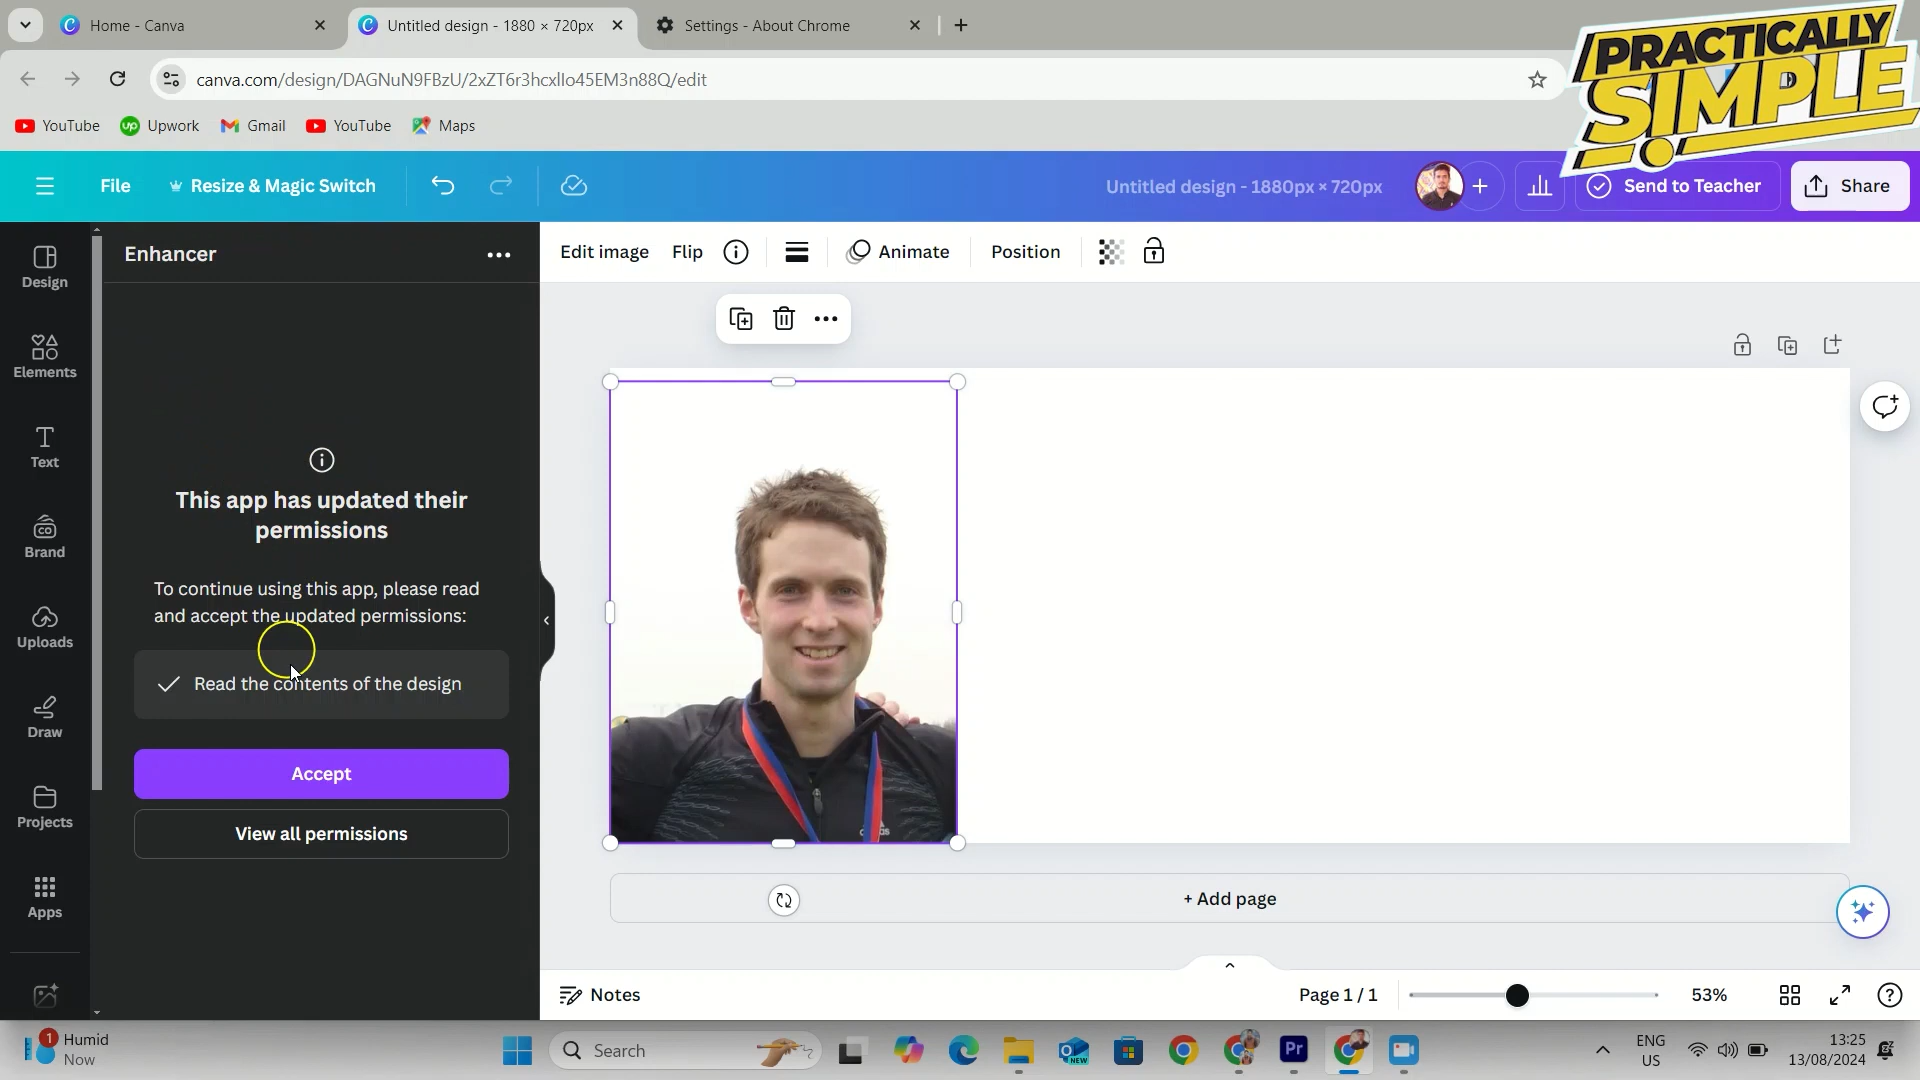 Home - Canva
Untitled design - 1880 × 720px
Settings - About Chrome
PRACTICALLY
SIMPLE
canva.com/design/DAGNuN9FBzU/2xZT6r3hcxllo45EM3n88Q/edit
YouTube
up Upwork
Gmail
YouTube
Maps
File
Resize & Magic Switch
Untitled design - 1880px × 720px
Send to Teacher
Share
Design
Elements
Text
Brand
Uploads
Draw
Projects
Apps
Enhancer
This app has updated their
permissions
To continue using this app, please read
and accept the updated permissions:
Read the contents of the design
Accept
View all permissions
Edit image
Flip
Animate
Position
+ Add page
Notes
Page 1 / 1
53%
1
Humid
Now
Search
NEW
Pr
ENG
US
13:25
13/08/2024